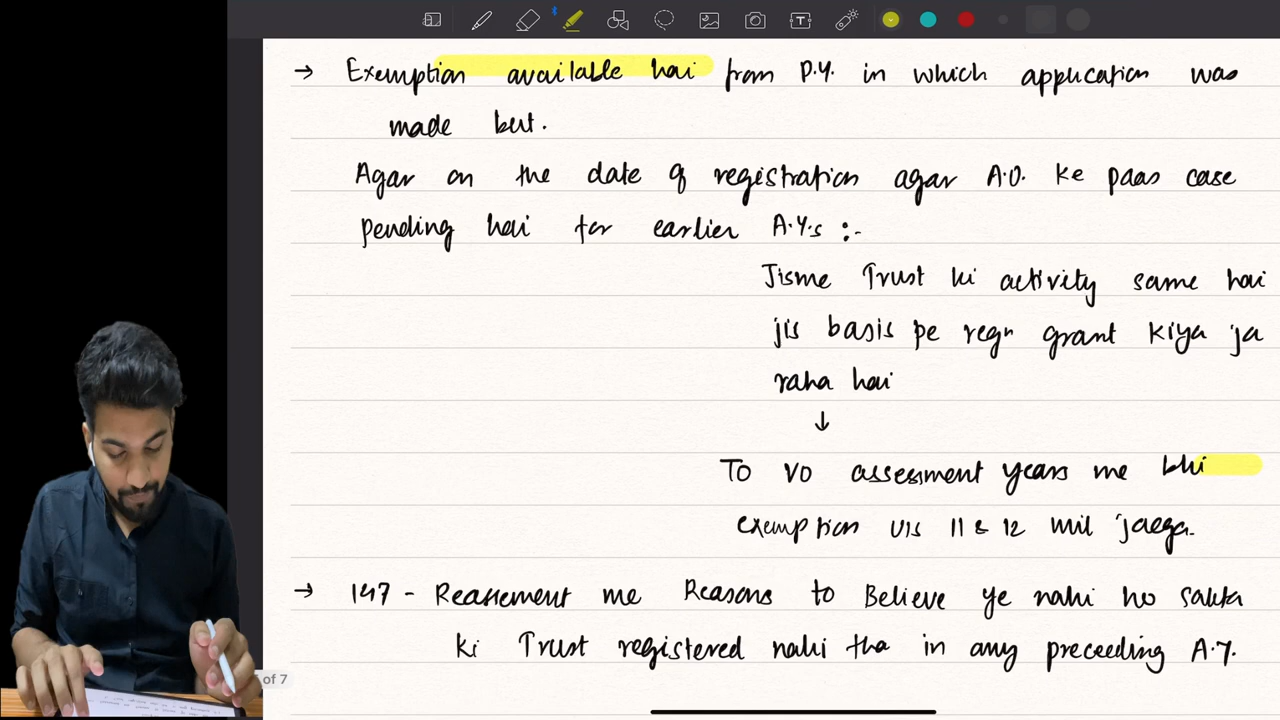 → Exemption available hai from P.Y. in which application was
made but.
Agar on the date of registration agar A.O. ke paas case
pending hai for earlier A.Y.s :-
Jisme Trust ki activity same hai
jis basis pe regn grant kiya ja
raha hai
↓
To vo assessment years me bhi
exemption u/s 11 & 12 mil jaega.
→ 147 - Reassement me Reasons to Believe ye nahi ho sakta
ki Trust registered nahi tha in any preceeding A.Y.
of 7